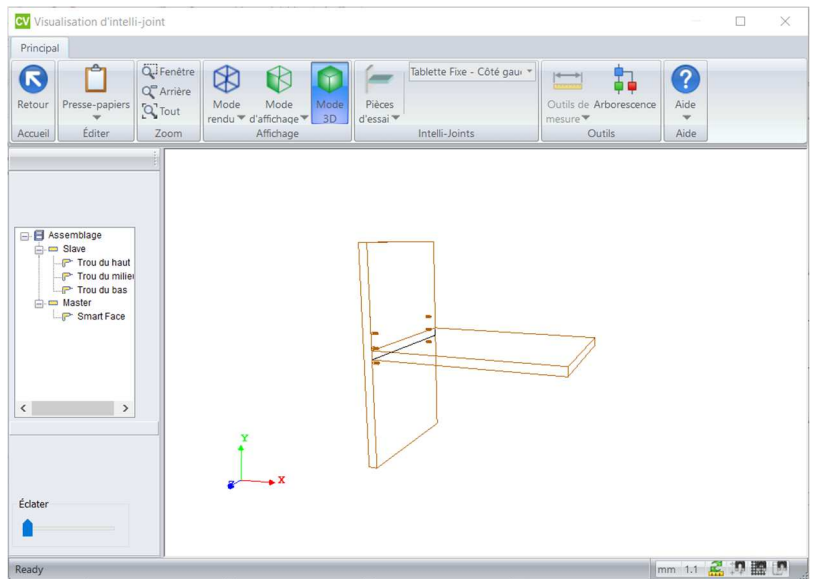 CV Visualisation d'intelli-joint
Principal
Retour
Accueil
Presse-papiers
Éditer
Fenêtre
Arrière
Tout
Zoom
Mode rendu
Mode d'affichage
Mode 3D
Affichage
Pièces d'essai
Tablette Fixe - Côté gau
Intelli-Joints
Outils de mesure
Arborescence
Outils
Aide
Aide
Assemblage
Slave
Trou du haut
Trou du milieu
Trou du bas
Master
Smart Face
Y
X
Z
Éclater
Ready
mm 1.1